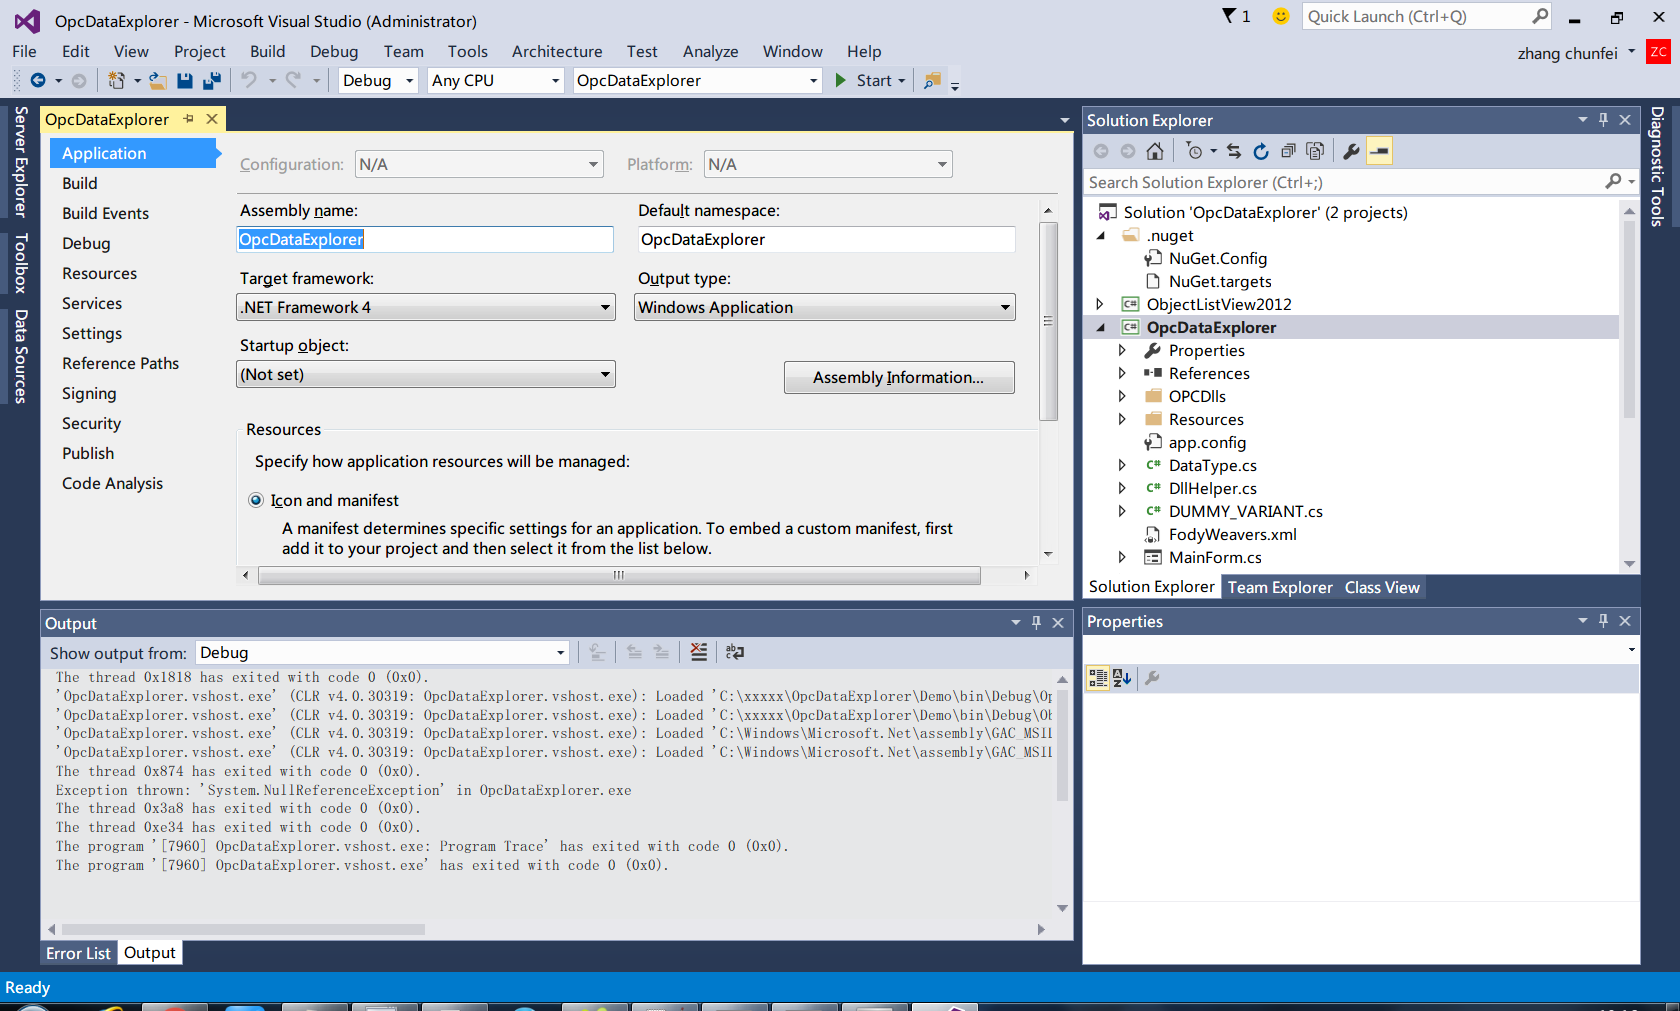 OpcDataExplorer - Microsoft Visual Studio (Administrator)
1
Quick Launch (Ctrl+Q)
File Edit View Project Build Debug Team Tools Architecture Test Analyze Window Help
zhang chunfei
ZC
Debug
Any CPU
OpcDataExplorer
Start
Server Explorer
Toolbox
Data Sources
OpcDataExplorer
Application
Build
Build Events
Debug
Resources
Services
Settings
Reference Paths
Signing
Security
Publish
Code Analysis
Configuration: N/A
Platform: N/A
Assembly name:
Default namespace:
OpcDataExplorer
OpcDataExplorer
Target framework:
Output type:
.NET Framework 4
Windows Application
Startup object:
(Not set)
Assembly Information...
Resources
Specify how application resources will be managed:
Icon and manifest
A manifest determines specific settings for an application. To embed a custom manifest, first
add it to your project and then select it from the list below.
Output
Show output from: Debug
The thread 0x1818 has exited with code 0 (0x0).
'OpcDataExplorer.vshost.exe' (CLR v4.0.30319: OpcDataExplorer.vshost.exe): Loaded 'C:\xxxxx\OpcDataExplorer\Demo\bin\Debug\Op
'OpcDataExplorer.vshost.exe' (CLR v4.0.30319: OpcDataExplorer.vshost.exe): Loaded 'C:\xxxxx\OpcDataExplorer\Demo\bin\Debug\Ob
'OpcDataExplorer.vshost.exe' (CLR v4.0.30319: OpcDataExplorer.vshost.exe): Loaded 'C:\Windows\Microsoft.Net\assembly\GAC_MSIL
'OpcDataExplorer.vshost.exe' (CLR v4.0.30319: OpcDataExplorer.vshost.exe): Loaded 'C:\Windows\Microsoft.Net\assembly\GAC_MSIL
The thread 0x874 has exited with code 0 (0x0).
Exception thrown: 'System.NullReferenceException' in OpcDataExplorer.exe
The thread 0x3a8 has exited with code 0 (0x0).
The thread 0xe34 has exited with code 0 (0x0).
The program '[7960] OpcDataExplorer.vshost.exe: Program Trace' has exited with code 0 (0x0).
The program '[7960] OpcDataExplorer.vshost.exe' has exited with code 0 (0x0).
Error List
Output
Ready
Solution Explorer
Search Solution Explorer (Ctrl+;)
Solution 'OpcDataExplorer' (2 projects)
.nuget
NuGet.Config
NuGet.targets
C# ObjectListView2012
C# OpcDataExplorer
Properties
References
OPCDlls
Resources
app.config
C# DataType.cs
C# DllHelper.cs
C# DUMMY_VARIANT.cs
FodyWeavers.xml
MainForm.cs
Solution Explorer
Team Explorer
Class View
Properties
Diagnostic Tools